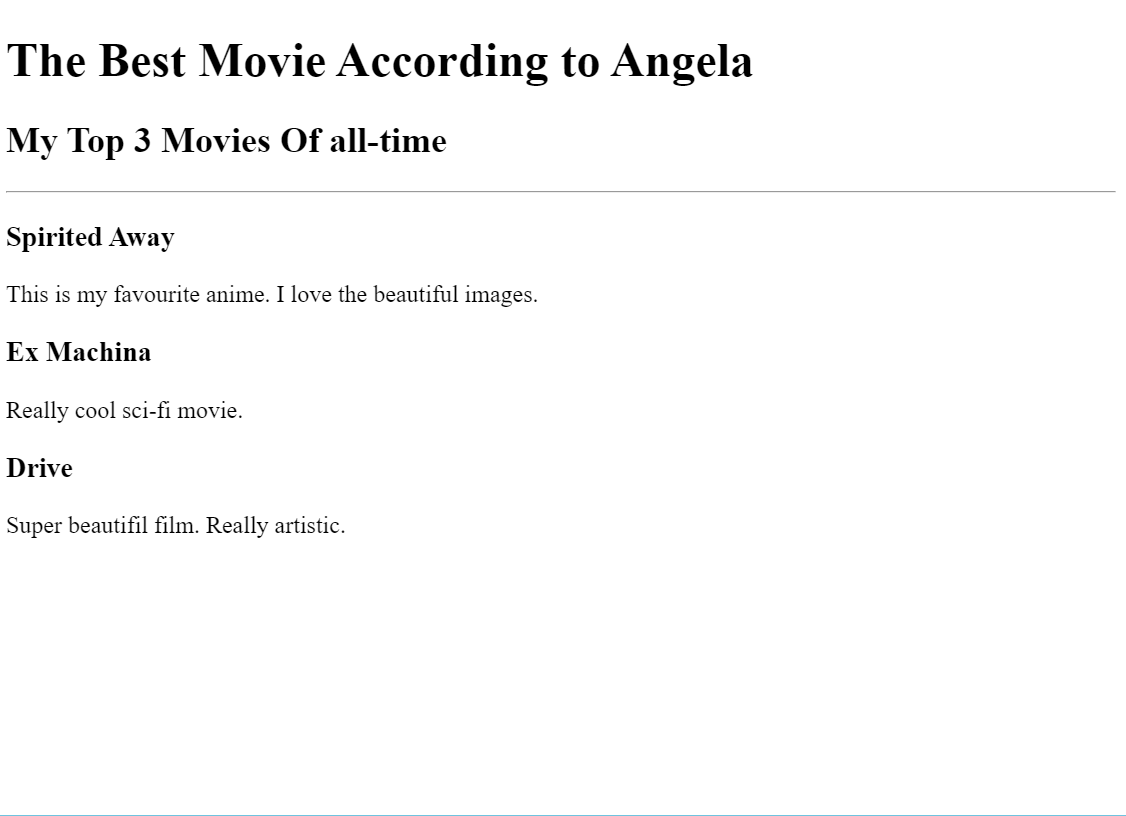 The Best Movie According to Angela
My Top 3 Movies Of all-time
Spirited Away
This is my favourite anime. I love the beautiful images.
Ex Machina
Really cool sci-fi movie.
Drive
Super beautifil film. Really artistic.